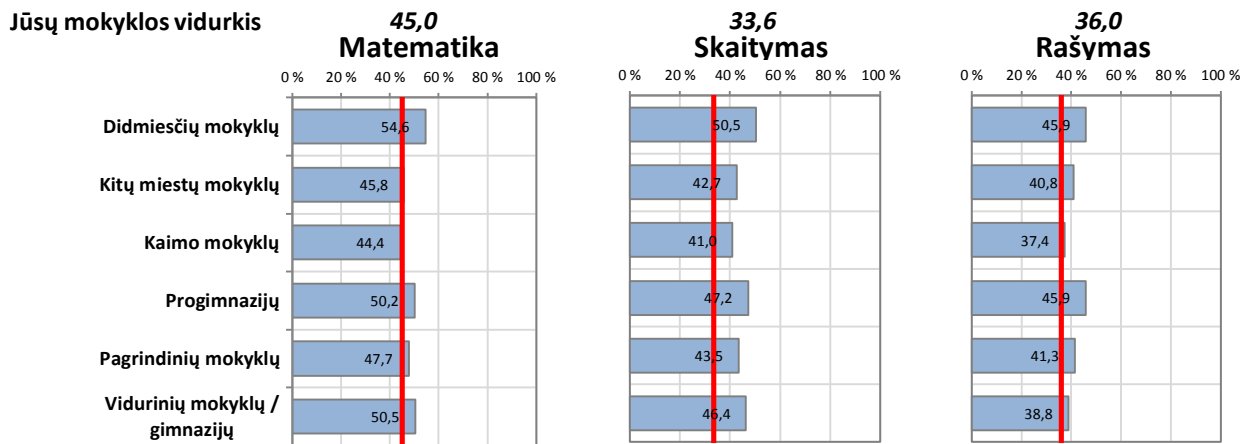 Jūsų mokyklos vidurkis 45,0 33,6 36,0
Matematika Skaitymas Rašymas
0 % 20 % 40 % 60 % 80 % 100 % 0 % 20 % 40 % 60 % 80 % 100 % 0 % 20 % 40 % 60 % 80 % 100 %
Didmiesčių mokyklų 54,6 50,5 45,9
Kitų miestų mokyklų 45,8 42,7 40,8
Kaimo mokyklų 44,4 41,0 37,4
Progimnazijų 50,2 47,2 45,9
Pagrindinių mokyklų 47,7 43,5 41,3
Vidurinių mokyklų /
gimnazijų 50,5 46,4 38,8